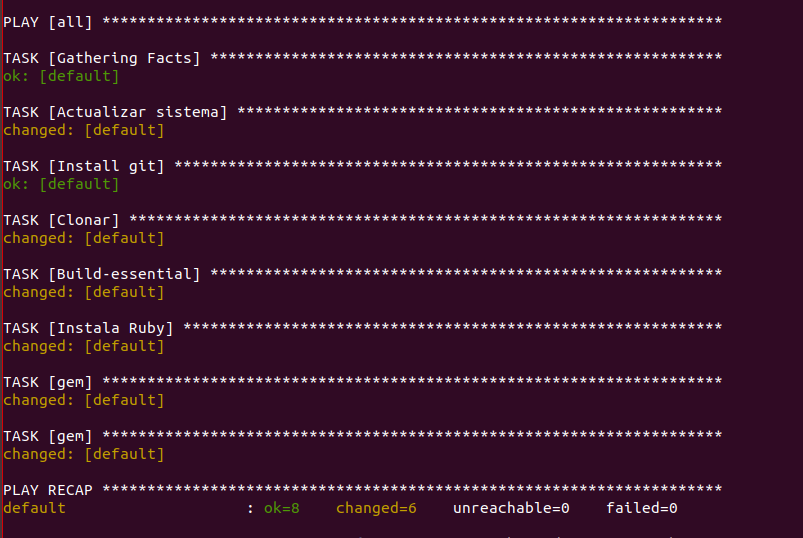 PLAY [all] *********************************************************************
TASK [Gathering Facts] *********************************************************
ok: [default]
TASK [Actualizar sistema] ******************************************************
changed: [default]
TASK [Install git] *************************************************************
ok: [default]
TASK [Clonar] ******************************************************************
changed: [default]
TASK [Build-essential] *********************************************************
changed: [default]
TASK [Instala Ruby] ************************************************************
changed: [default]
TASK [gem] *********************************************************************
changed: [default]
TASK [gem] *********************************************************************
changed: [default]
PLAY RECAP *********************************************************************
default                    : ok=8    changed=6    unreachable=0    failed=0